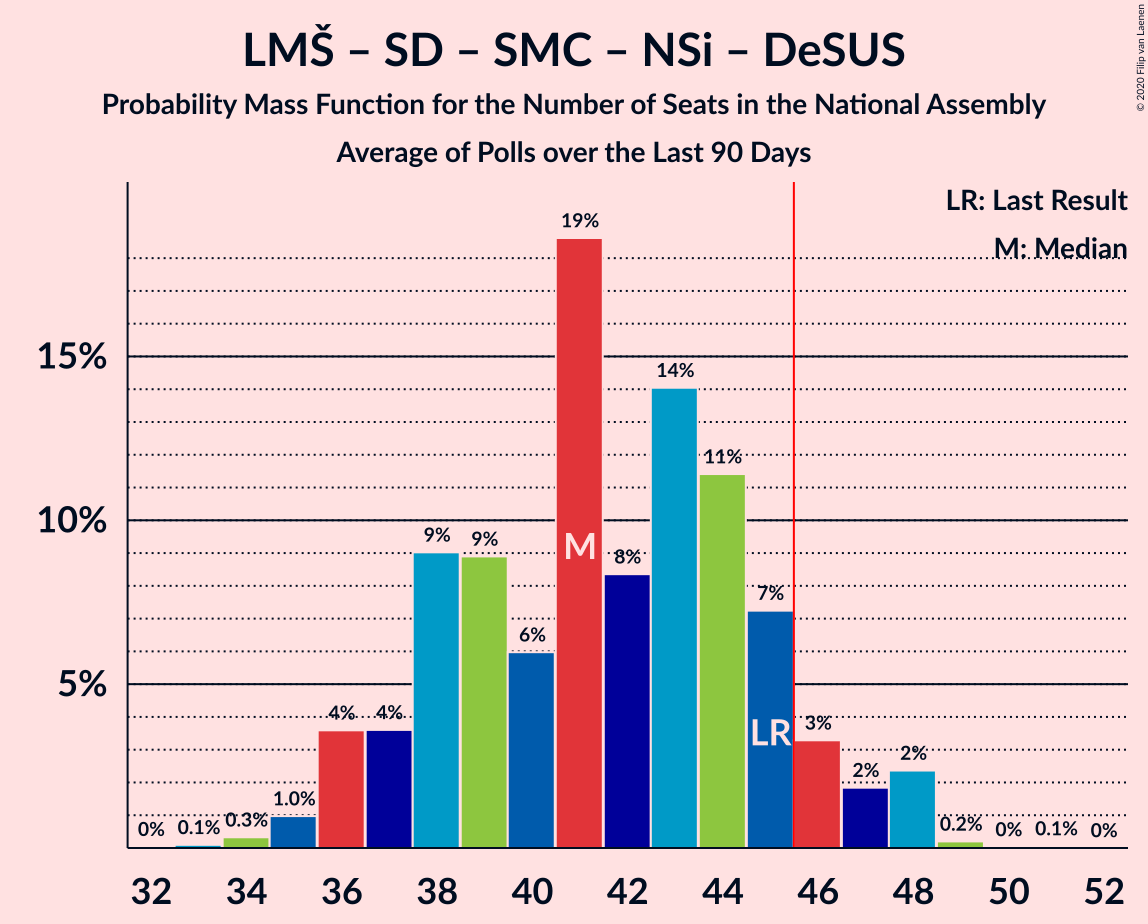 LMŠ – SD – SMC – NSi – DeSUS
Probability Mass Function for the Number of Seats in the National Assembly
Average of Polls over the Last 90 Days
© 2020 Filip van Laenen
LR: Last Result
M: Median
15%
10%
5%
0%
0.1%
0.3%
1.0%
4%
4%
9%
9%
6%
19%
8%
14%
11%
7%
3%
2%
2%
0.2%
0%
0.1%
0%
M
LR
32 34 36 38 40 42 44 46 48 50 52